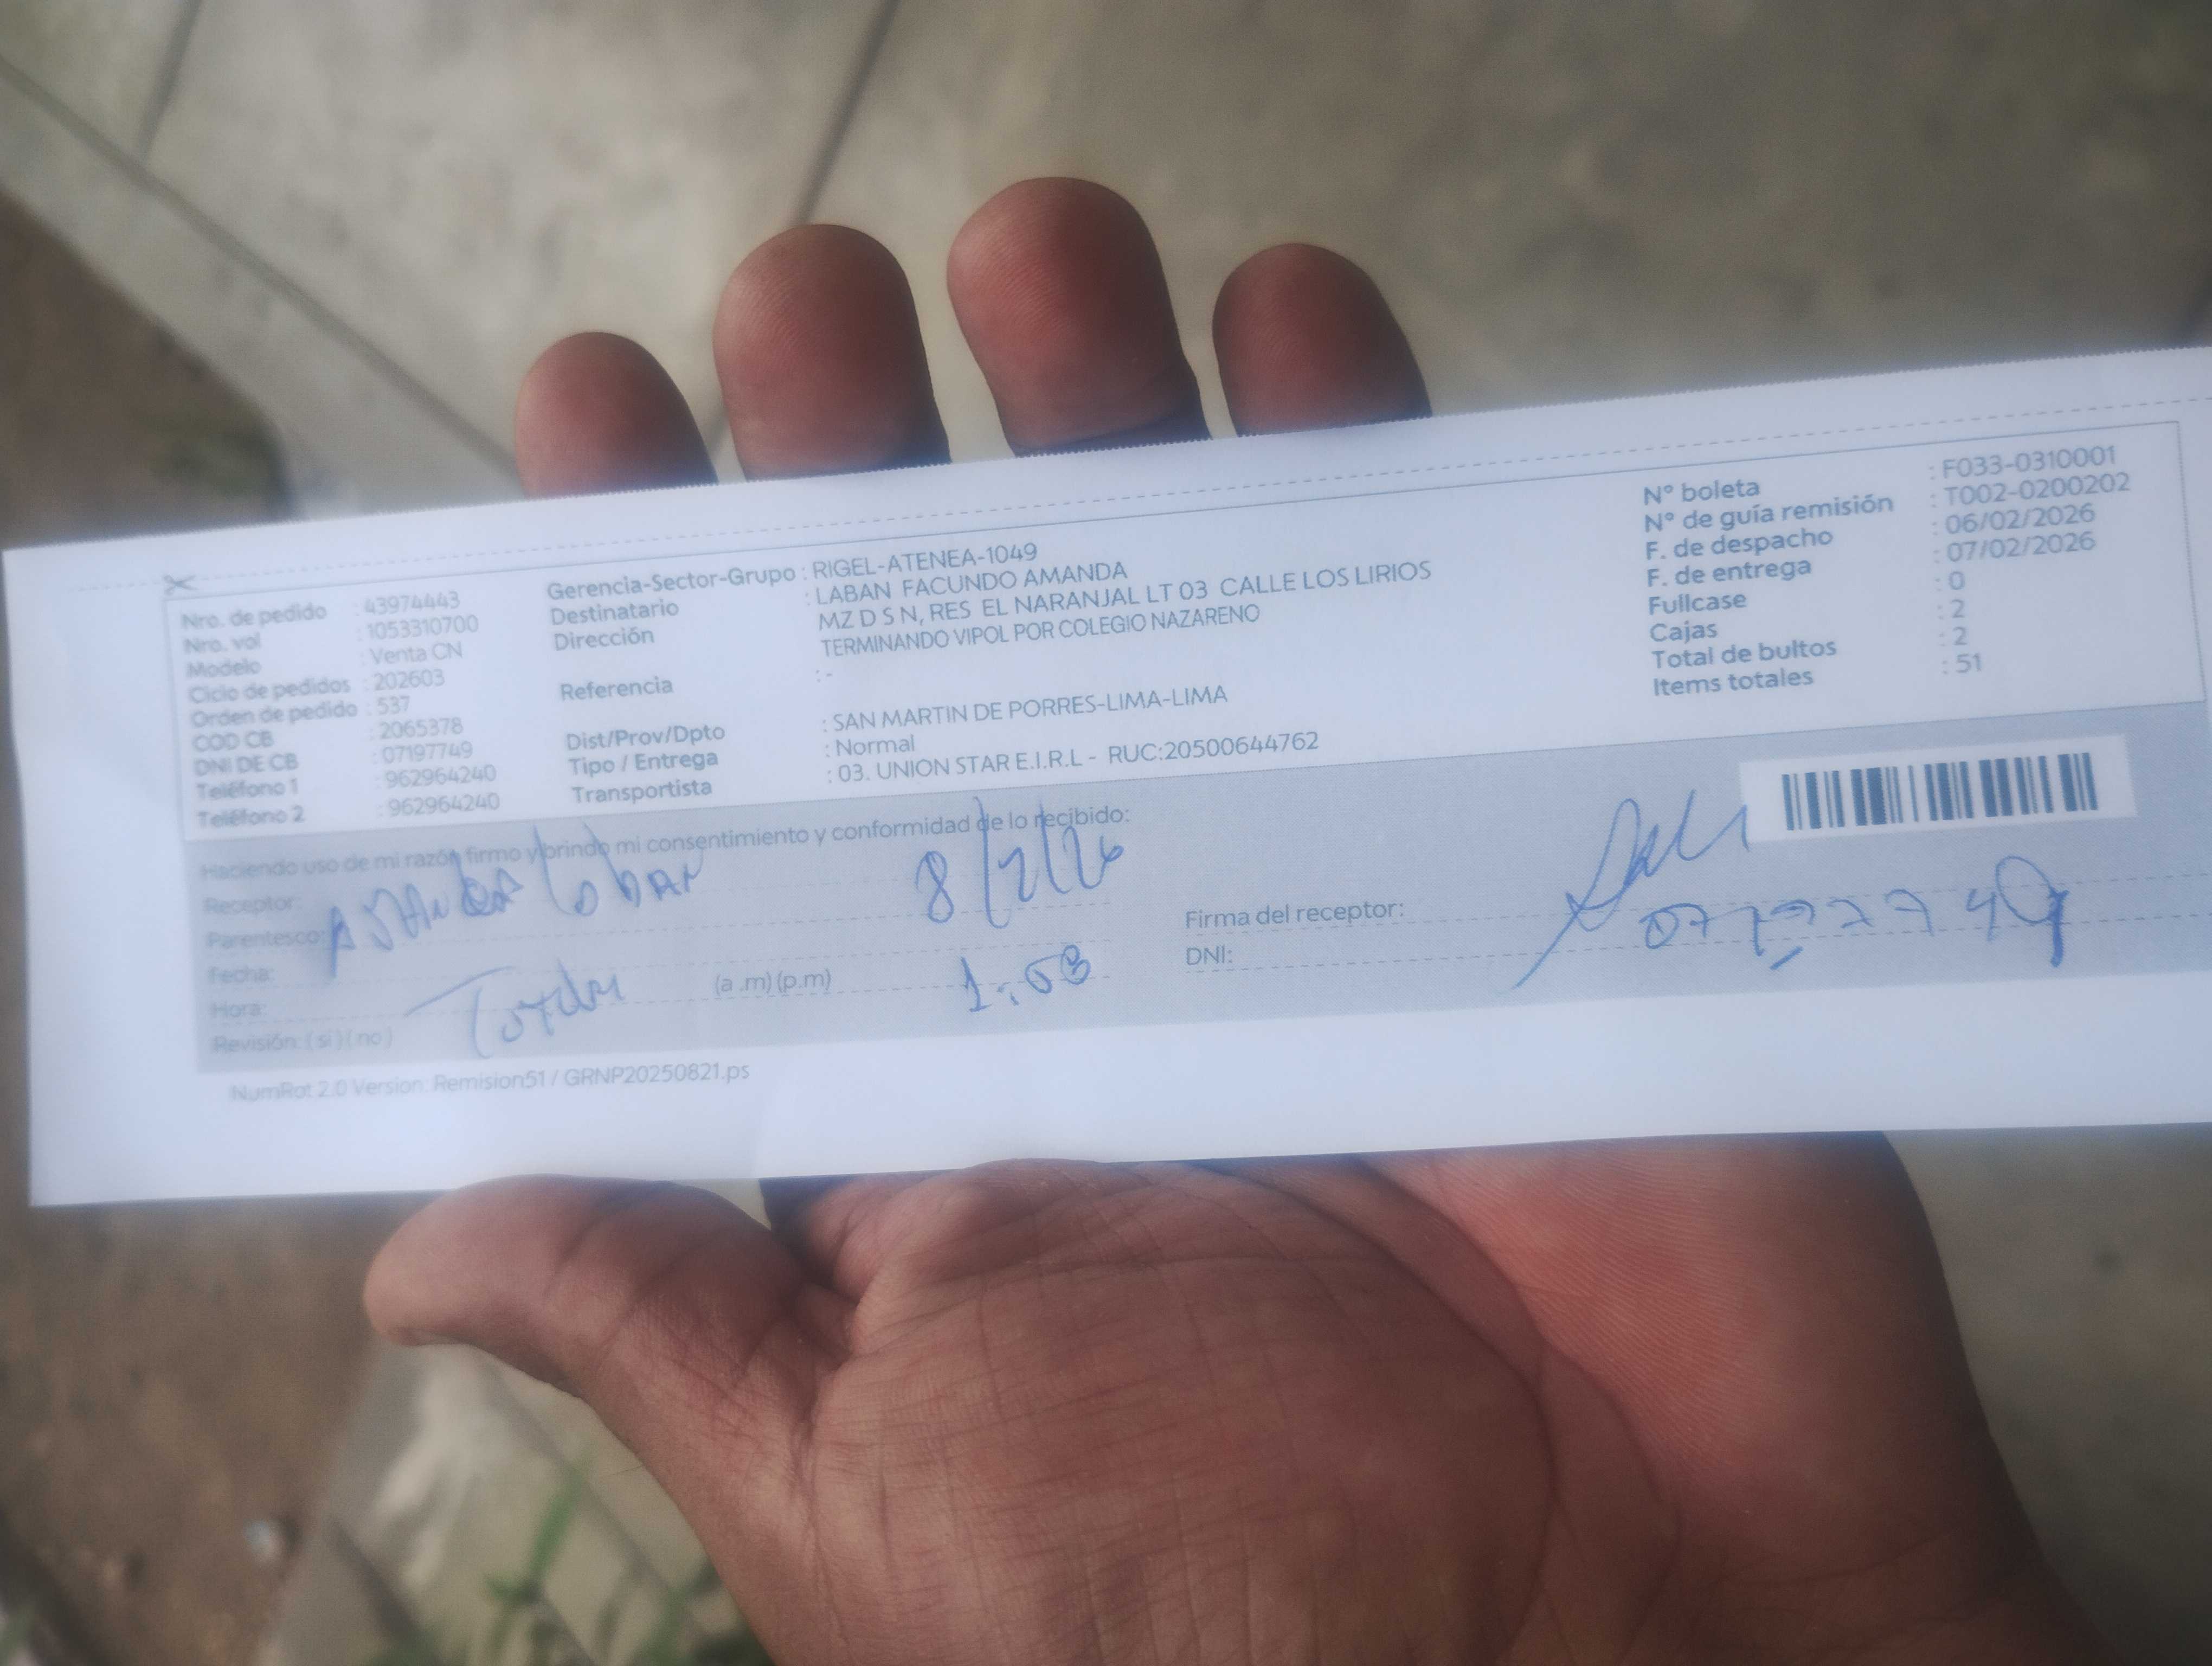 Nro. de pedido : 43974443
Nro. vol : 1053310700
Modelo : Venta CN
Ciclo de pedidos : 202603
Orden de pedido : 537
COD CB : 2065378
DNI DE CB : 07197749
Teléfono 1 : 962964240
Teléfono 2 : 962964240
Gerencia-Sector-Grupo : RIGEL-ATENEA-1049
Destinatario : LABAN FACUNDO AMANDA
Dirección MZ D S N, RES EL NARANJAL LT 03 CALLE LOS LIRIOS
TERMINANDO VIPOL POR COLEGIO NAZARENO
Referencia : -
Dist/Prov/Dpto : SAN MARTIN DE PORRES-LIMA-LIMA
Tipo / Entrega : Normal
Transportista : 03. UNION STAR E.I.R.L - RUC:20500644762
N° boleta : F033-0310001
N° de guía remisión : T002-0200202
F. de despacho : 06/02/2026
F. de entrega : 07/02/2026
Fullcase : 0
Cajas : 2
Total de bultos : 2
Items totales : 51
Haciendo uso de mi razón firmo y brindo mi consentimiento y conformidad de lo recibido:
Receptor:
Parentesco:
Fecha: 8/2/26
Hora: (a .m) (p.m) 1:03
Revisión: ( si ) ( no )
Firma del receptor:
DNI: 07197749
NumRot 2.0 Version: Remision51 / GRNP20250821.ps